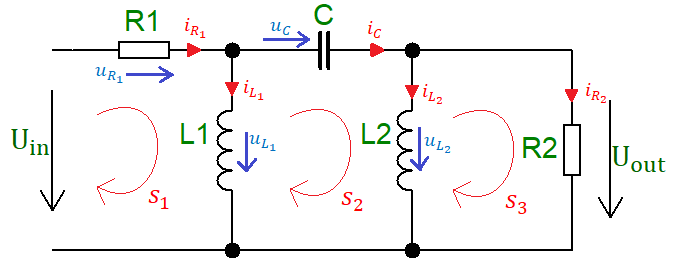 R1
i_{R_1}
u_C
C
i_C
u_{R_1}
i_{L_1}
i_{L_2}
i_{R_2}
U_in
L1
u_{L_1}
L2
u_{L_2}
R2
U_out
s_1
s_2
s_3